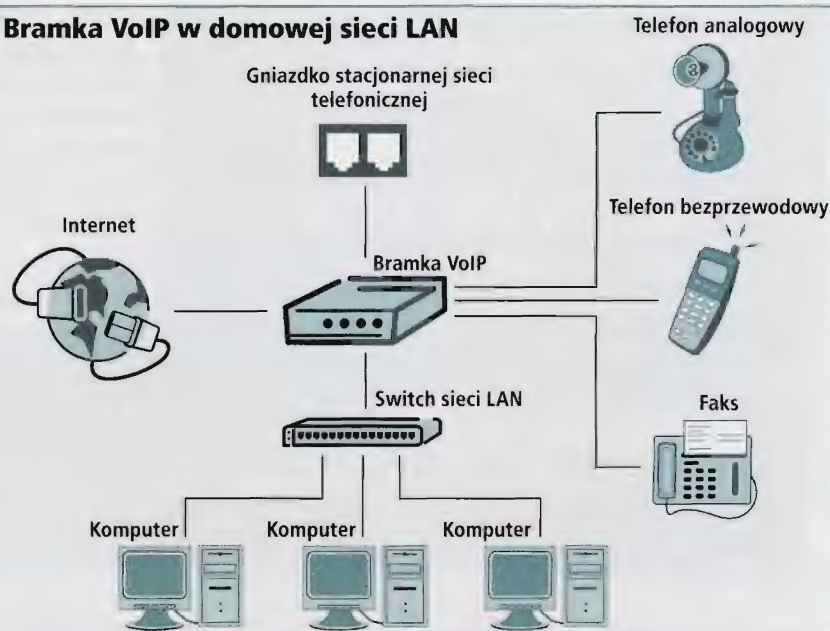 Bramka VoIP w domowej sieci LAN
Telefon analogowy
Gniazdko stacjonarnej sieci
telefonicznej
Telefon bezprzewodowy
Internet
Bramka VoIP
Switch sieci LAN
Faks
Komputer
Komputer
Komputer